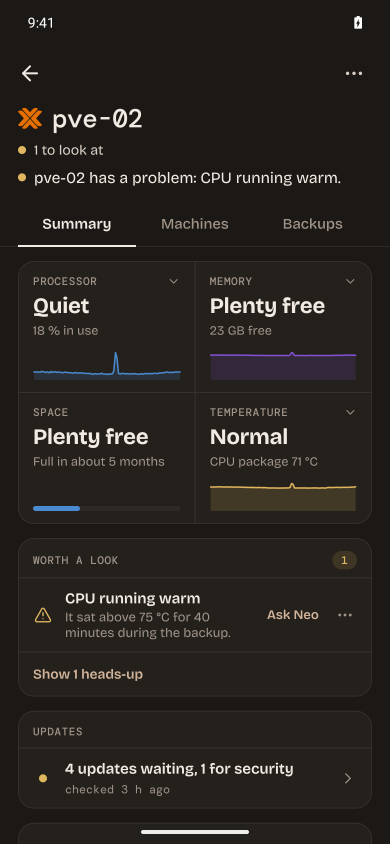 9:41
pve-02
1 to look at
pve-02 has a problem: CPU running warm.
Summary
Machines
Backups
PROCESSOR
Quiet
18 % in use
MEMORY
Plenty free
23 GB free
SPACE
Plenty free
Full in about 5 months
TEMPERATURE
Normal
CPU package 71 °C
WORTH A LOOK
1
CPU running warm
It sat above 75 °C for 40
minutes during the backup.
Ask Neo
Show 1 heads-up
UPDATES
4 updates waiting, 1 for security
checked 3 h ago